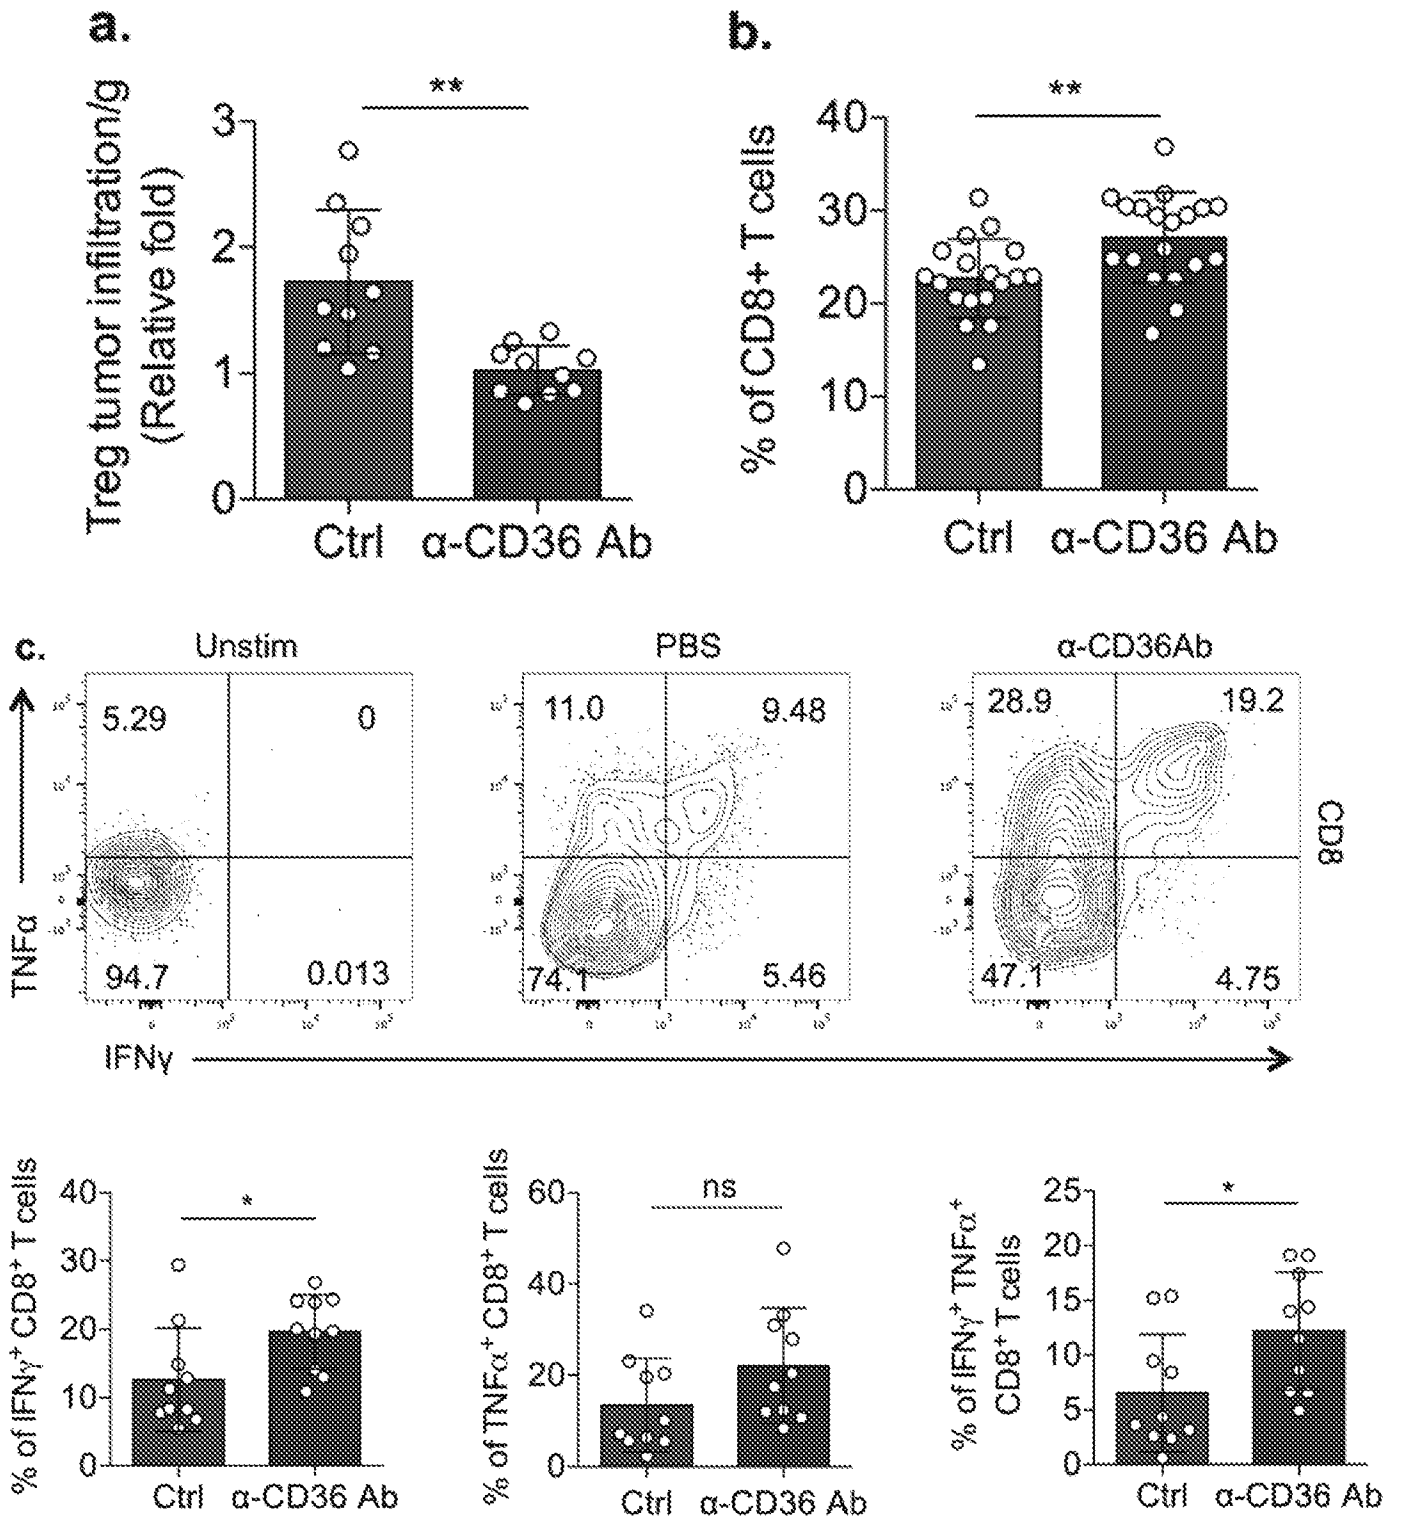 a.
Treg tumor infiltration/g
(Relative fold)
**
3
2
1
0
Ctrl
α-CD36 Ab
b.
% of CD8+ T cells
**
40
30
20
10
0
Ctrl
α-CD36 Ab
c.
Unstim
PBS
α-CD36Ab
TNFα
5.29
0
94.7
0.013
11.0
9.48
74.1
5.46
28.9
19.2
47.1
4.75
CD8
IFNγ
% of IFNγ⁺ CD8⁺ T cells
*
40
30
20
10
0
Ctrl
α-CD36 Ab
% of TNFα⁺ CD8⁺ T cells
ns
60
40
20
0
Ctrl
α-CD36 Ab
% of IFNγ⁺ TNFα⁺
CD8⁺ T cells
*
25
20
15
10
5
0
Ctrl
α-CD36 Ab